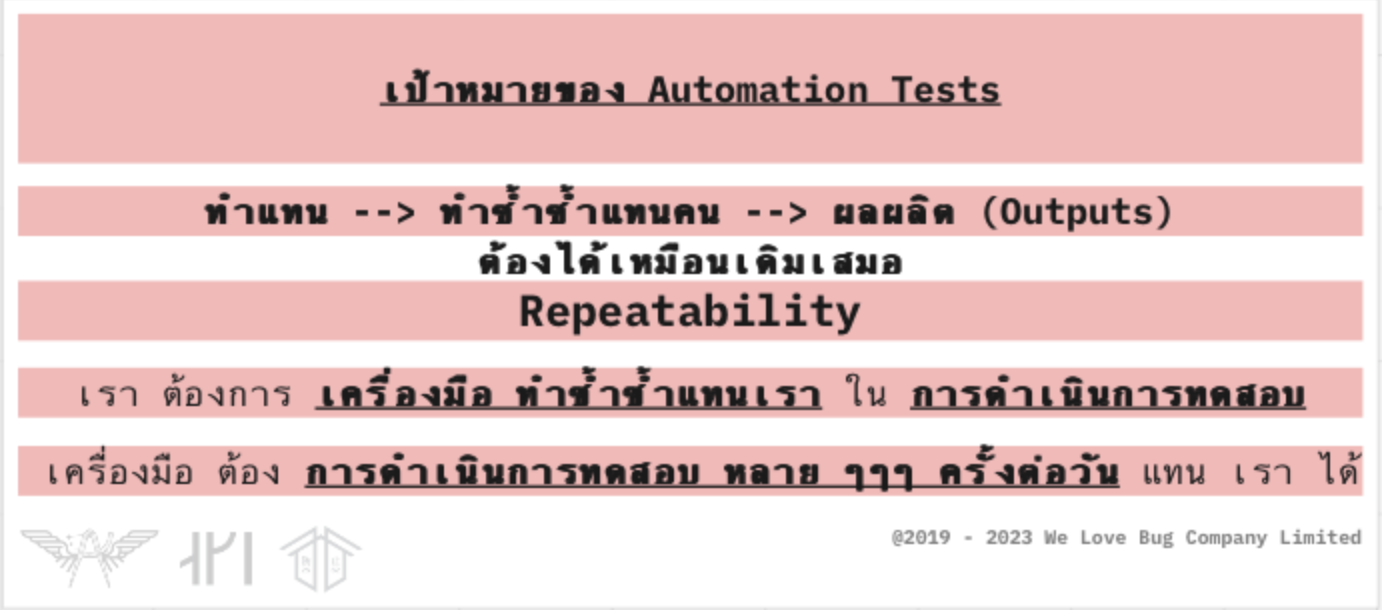 เป้าหมายของ Automation Tests
ทำแทน --> ทำซ้ำซ้ำแทนคน --> ผลผลิต (Outputs)
ต้องได้เหมือนเดิมเสมอ
Repeatability
เรา ต้องการ เครื่องมือ ทำซ้ำซ้ำแทนเรา ใน การดำเนินการทดสอบ
เครื่องมือ ต้อง การดำเนินการทดสอบ หลาย ๆๆๆ ครั้งต่อวัน แทน เรา ได้
@2019 - 2023 We Love Bug Company Limited